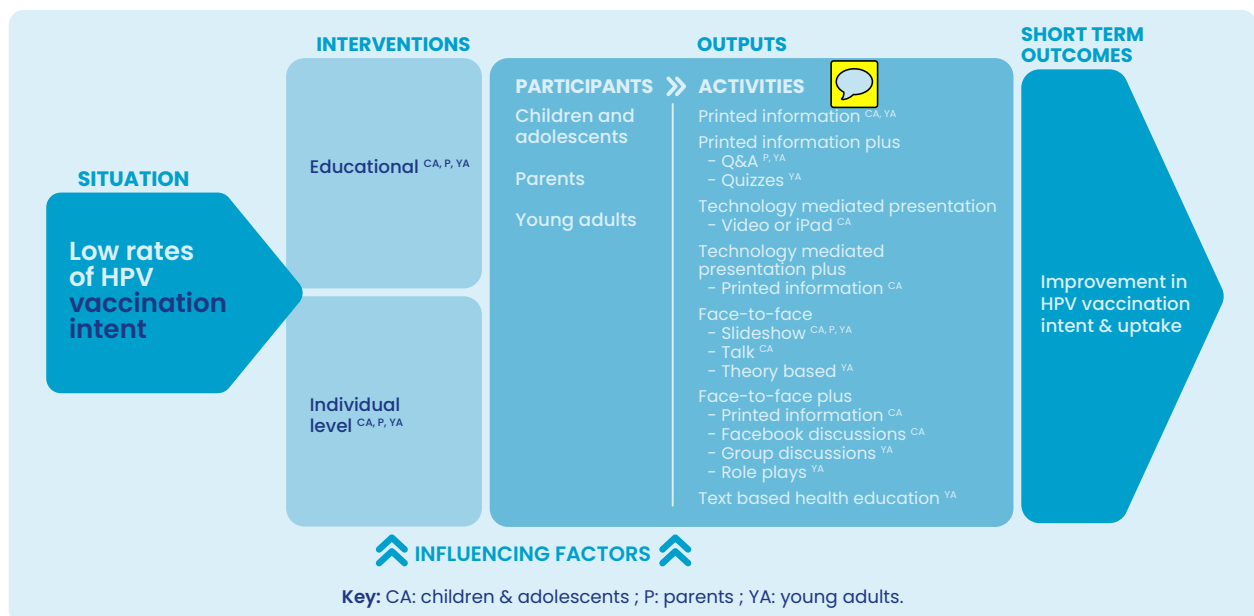 SITUATION
Low rates
of HPV
vaccination
intent
INTERVENTIONS
Educational CA, P, YA
Individual
level CA, P, YA
OUTPUTS
PARTICIPANTS
Children and
adolescents
Parents
Young adults
ACTIVITIES
Printed information CA, YA
Printed information plus
- Q&A P, YA
- Quizzes YA
Technology mediated presentation
- Video or iPad CA
Technology mediated
presentation plus
- Printed information CA
Face-to-face
- Slideshow CA, P, YA
- Talk CA
- Theory based YA
Face-to-face plus
- Printed information CA
- Facebook discussions CA
- Group discussions YA
- Role plays YA
Text based health education YA
SHORT TERM
OUTCOMES
Improvement in
HPV vaccination
intent & uptake
INFLUENCING FACTORS
Key: CA: children & adolescents ; P: parents ; YA: young adults.